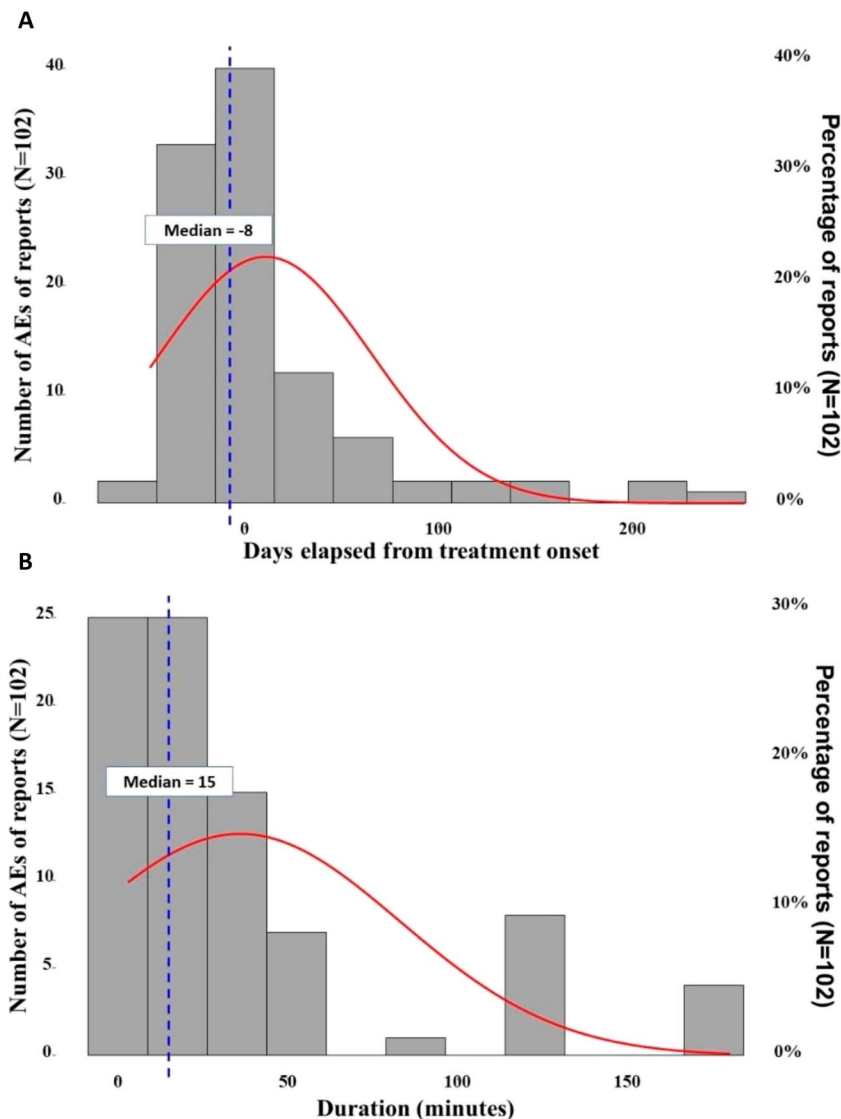 A
Number of AEs of reports (N=102)
40
30
20
10
0
Median = -8
40%
30%
20%
10%
0%
Percentage of reports (N=102)
0 100 200
Days elapsed from treatment onset
B
Number of AEs of reports (N=102)
25
20
15
10
5
0
Median = 15
30%
20%
10%
0%
Percentage of reports (N=102)
0 50 100 150
Duration (minutes)